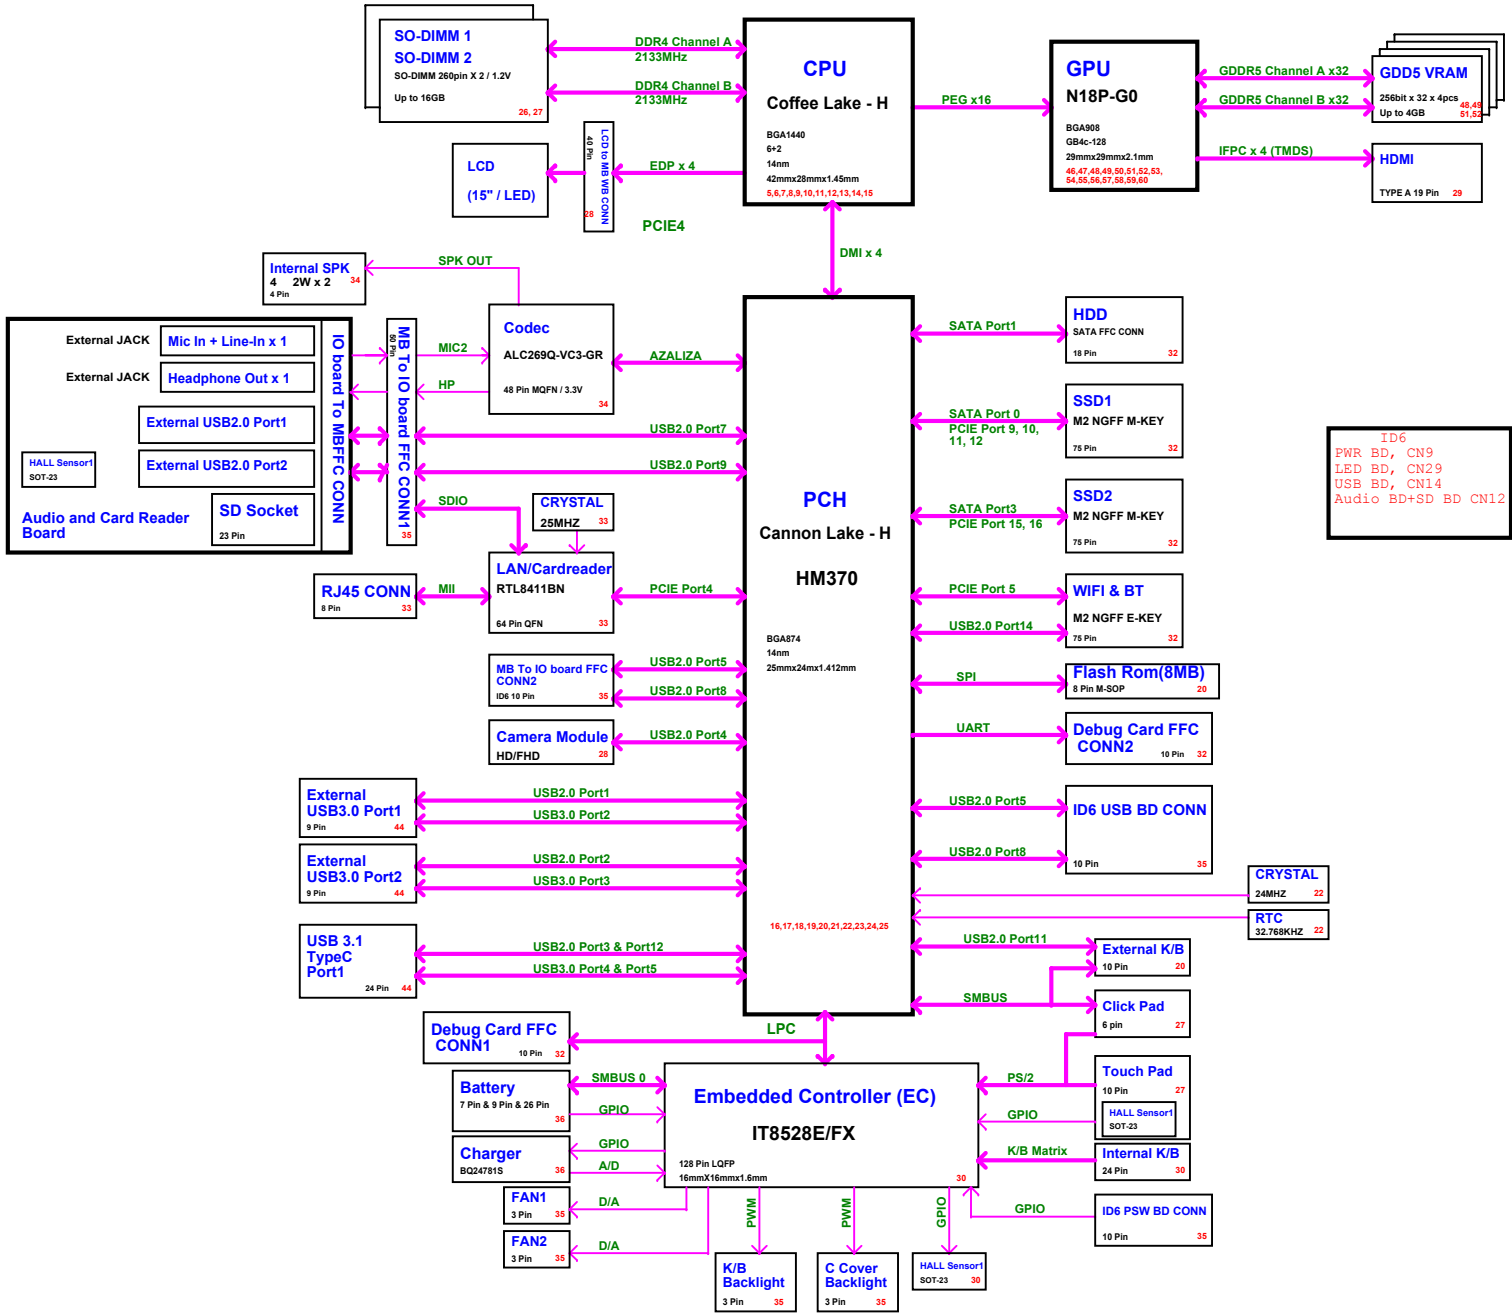 SO-DIMM 1
SO-DIMM 2
SO-DIMM 260pin X 2 / 1.2V
Up to 16GB
26, 27
DDR4 Channel A
2133MHz
DDR4 Channel B
2133MHz
CPU
Coffee Lake - H
BGA1440
6+2
14nm
42mmx28mmx1.45mm
5,6,7,8,9,10,11,12,13,14,15
PEG x16
GPU
N18P-G0
BGA908
GB4c-128
29mmx29mmx2.1mm
46,47,48,49,50,51,52,53,
54,55,56,57,58,59,60
GDDR5 Channel A x32
GDDR5 Channel B x32
IFPC x 4 (TMDS)
GDD5 VRAM
256bit x 32 x 4pcs
48,49
Up to 4GB
51,52
HDMI
TYPE A 19 Pin 29
LCD
(15" / LED)
LCD to MB WB CONN
40 Pin
28
EDP x 4
PCIE4
DMI x 4
Internal SPK
4 2W x 2 34
4 Pin
SPK OUT
External JACK
Mic In + Line-In x 1
External JACK
Headphone Out x 1
External USB2.0 Port1
External USB2.0 Port2
HALL Sensor1
SOT-23
Audio and Card Reader
Board
SD Socket
23 Pin
IO board To MBFFC CONN
MB To IO board FFC CONN1
50 Pin
35
MIC2
HP
SDIO
Codec
ALC269Q-VC3-GR
48 Pin MQFN / 3.3V
34
AZALIZA
USB2.0 Port7
USB2.0 Port9
CRYSTAL
25MHZ 33
RJ45 CONN
8 Pin 33
MII
LAN/Cardreader
RTL8411BN
64 Pin QFN 33
PCIE Port4
MB To IO board FFC
CONN2
ID6 10 Pin 35
USB2.0 Port5
USB2.0 Port8
Camera Module
HD/FHD 28
USB2.0 Port4
External
USB3.0 Port1
9 Pin 44
USB2.0 Port1
USB3.0 Port2
External
USB3.0 Port2
9 Pin 44
USB2.0 Port2
USB3.0 Port3
USB 3.1
TypeC
Port1
24 Pin 44
USB2.0 Port3 & Port12
USB3.0 Port4 & Port5
PCH
Cannon Lake - H
HM370
BGA874
14nm
25mmx24mx1.412mm
16,17,18,19,20,21,22,23,24,25
SATA Port1
HDD
SATA FFC CONN
18 Pin 32
SATA Port 0
PCIE Port 9, 10,
11, 12
SSD1
M2 NGFF M-KEY
75 Pin 32
SATA Port3
PCIE Port 15, 16
SSD2
M2 NGFF M-KEY
75 Pin 32
PCIE Port 5
USB2.0 Port14
WIFI & BT
M2 NGFF E-KEY
75 Pin 32
SPI
Flash Rom(8MB)
8 Pin M-SOP 20
UART
Debug Card FFC
CONN2
10 Pin 32
USB2.0 Port5
USB2.0 Port8
ID6 USB BD CONN
10 Pin 35
CRYSTAL
24MHZ 22
RTC
32.768KHZ 22
USB2.0 Port11
External K/B
10 Pin 20
SMBUS
Click Pad
6 pin 27
ID6
PWR BD, CN9
LED BD, CN29
USB BD, CN14
Audio BD+SD BD CN12
LPC
Debug Card FFC
CONN1
10 Pin 32
Battery
7 Pin & 9 Pin & 26 Pin
36
SMBUS 0
GPIO
Charger
BQ24781S 36
GPIO
A/D
FAN1
3 Pin 35
D/A
FAN2
3 Pin 35
D/A
Embedded Controller (EC)
IT8528E/FX
128 Pin LQFP
16mmX16mmx1.6mm
30
PS/2
Touch Pad
10 Pin 27
HALL Sensor1
SOT-23
GPIO
K/B Matrix
Internal K/B
24 Pin 30
GPIO
ID6 PSW BD CONN
10 Pin 35
PWM
PWM
GPIO
K/B
Backlight
3 Pin 35
C Cover
Backlight
3 Pin 35
HALL Sensor1
SOT-23 30